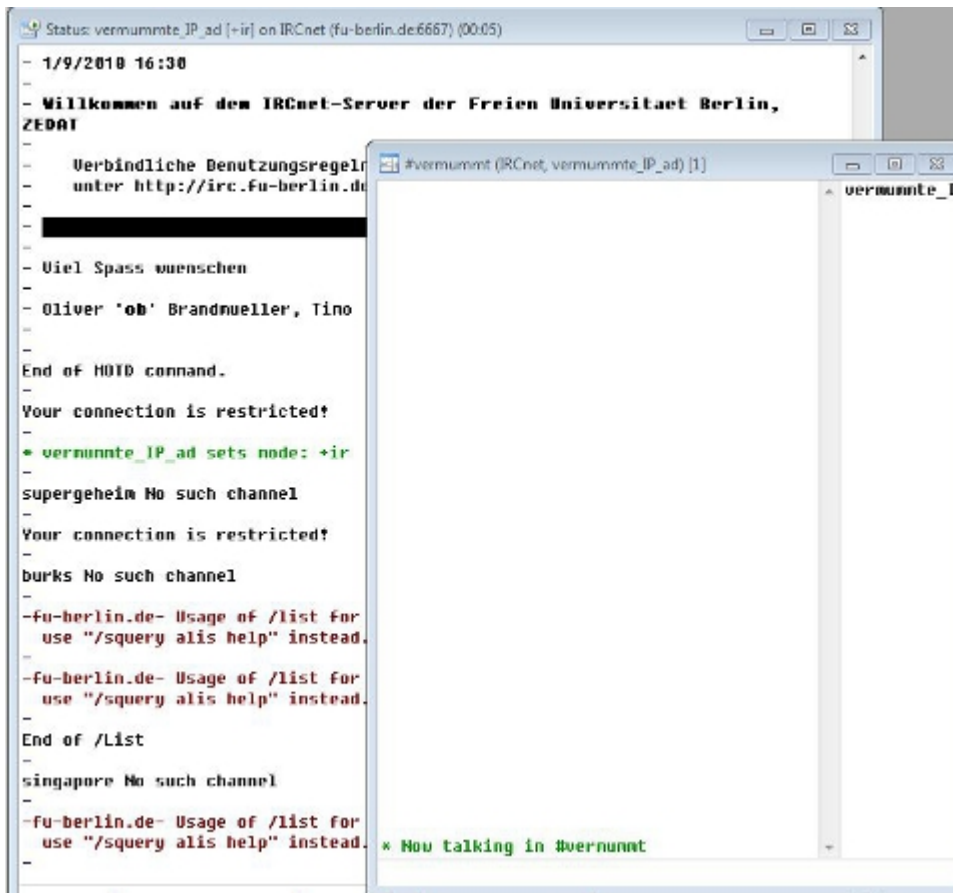 Status: vermummte_IP_ad [+ir] on IRCnet (fu-berlin.de:6667) (00:05)
- 1/9/2010 16:30
-
- Willkommen auf dem IRCnet-Server der Freien Universitaet Berlin,
ZEDAT
-
- Verbindliche Benutzungsregeln
- unter http://irc.fu-berlin.de
-
-
-
- Viel Spass wuenschen
-
- Oliver 'ob' Brandmueller, Timo
-
-
End of MOTD command.
-
Your connection is restricted!
-
* vermummte_IP_ad sets mode: +ir
-
supergeheim No such channel
-
Your connection is restricted!
-
burks No such channel
-
-fu-berlin.de- Usage of /list for
use "/squery alis help" instead.
-
-fu-berlin.de- Usage of /list for
use "/squery alis help" instead.
-
End of /List
-
singapore No such channel
-
-fu-berlin.de- Usage of /list for
use "/squery alis help" instead.
-
#vermummt (IRCnet, vermummte_IP_ad) [1]
vermummte_I
* Now talking in #vermummt